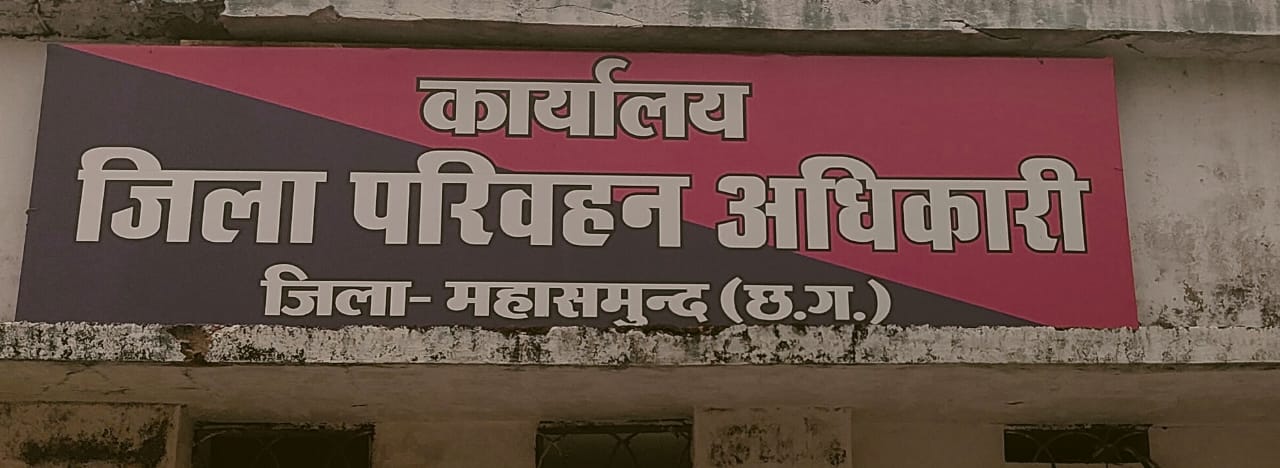 कार्यालय
जिला परिवहन अधिकारी
जिला- महासमुन्द (छ.ग.)